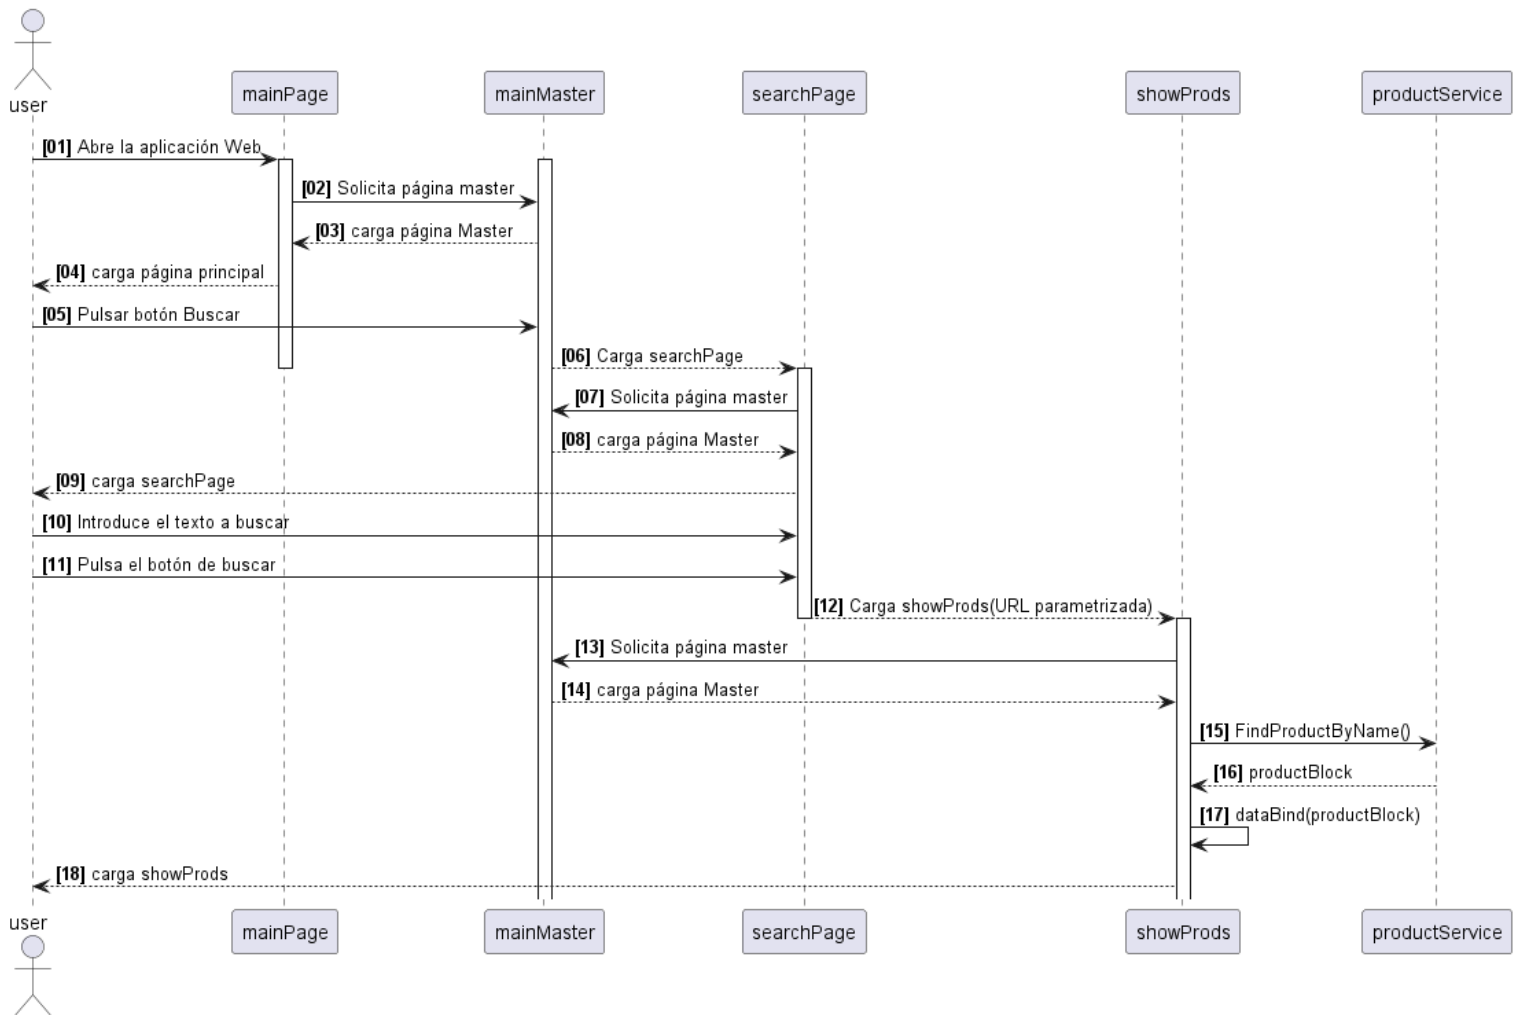 user
mainPage
mainMaster
searchPage
showProds
productService
[01] Abre la aplicación Web
[02] Solicita página master
[03] carga página Master
[04] carga página principal
[05] Pulsar botón Buscar
[06] Carga searchPage
[07] Solicita página master
[08] carga página Master
[09] carga searchPage
[10] Introduce el texto a buscar
[11] Pulsa el botón de buscar
[12] Carga showProds(URL parametrizada)
[13] Solicita página master
[14] carga página Master
[15] FindProductByName()
[16] productBlock
[17] dataBind(productBlock)
[18] carga showProds
user
mainPage
mainMaster
searchPage
showProds
productService